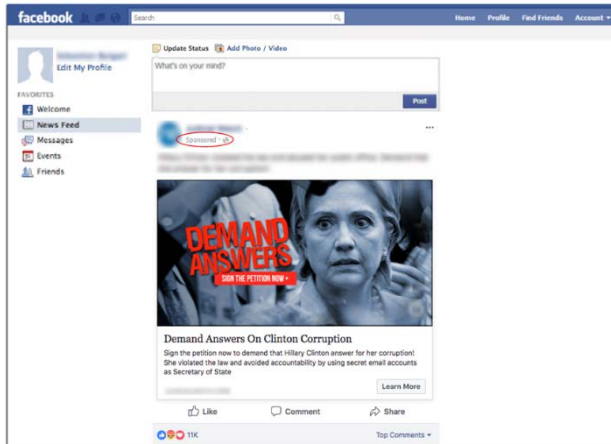 facebook
Search
Home Profile Find Friends Account
Update Status Add Photo / Video
What's on your mind?
Post
Edit My Profile
FAVORITES
Welcome
News Feed
Messages
Events
Friends
Sponsored
DEMAND
ANSWERS
SIGN THE PETITION NOW
Demand Answers On Clinton Corruption
Sign the petition now to demand that Hillary Clinton answer for her corruption!
She violated the law and avoided accountability by using secret email accounts
as Secretary of State
Learn More
Like Comment Share
11K
Top Comments